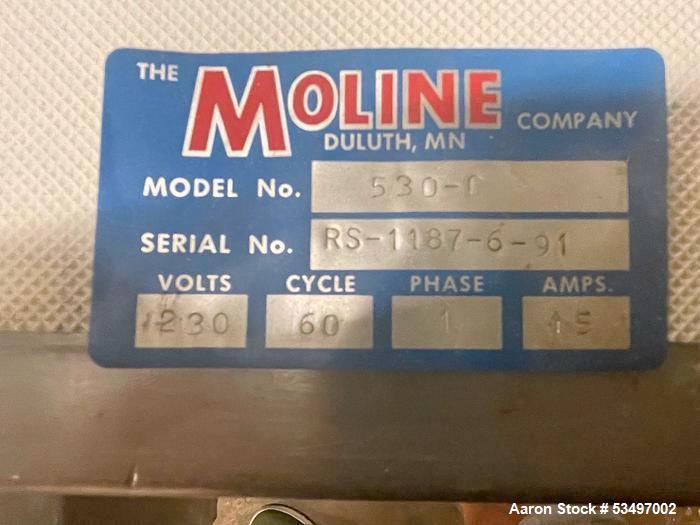 THE MOLINE COMPANY
DULUTH, MN
MODEL No.
SERIAL No. RS-1187-6-91
VOLTS CYCLE PHASE AMPS.
230 60 1 15
Aaron Stock # 53497002